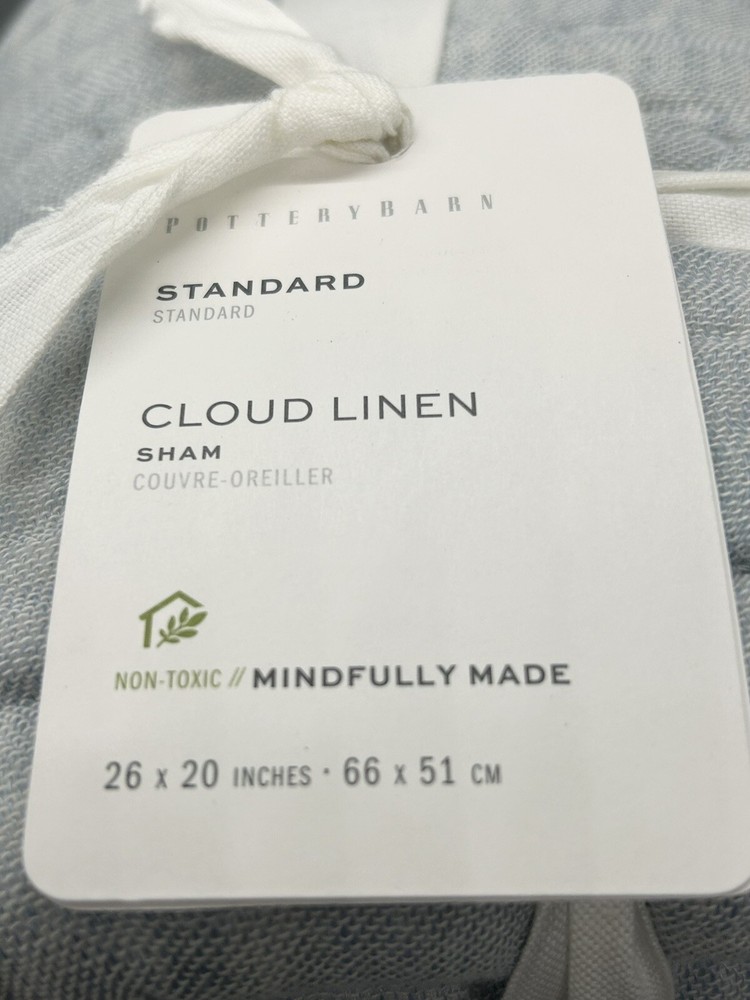 POTTERYBARN
STANDARD
STANDARD
CLOUD LINEN
SHAM
COUVRE-OREILLER
NON-TOXIC // MINDFULLY MADE
26 x 20 INCHES · 66 x 51 CM